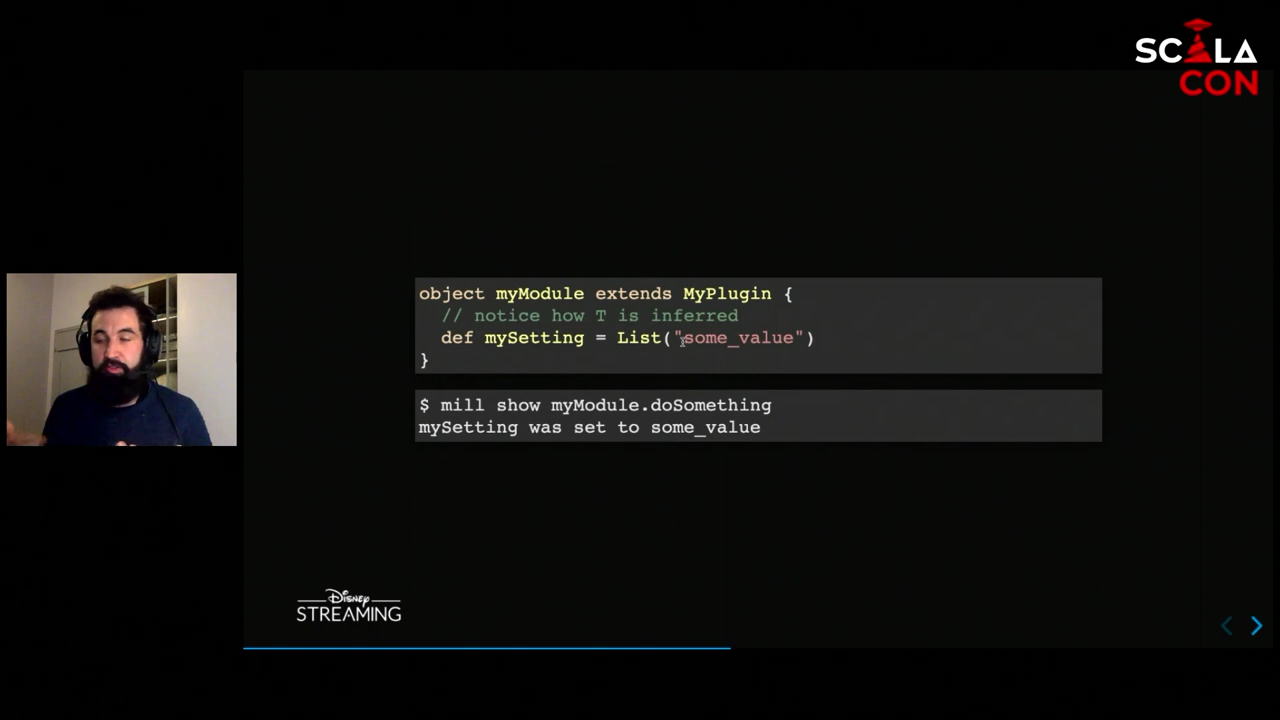 SCALA
CON
object myModule extends MyPlugin {
// notice how T is inferred
def mySetting = List("some_value")
}
$ mill show myModule.doSomething
mySetting was set to some_value
Disney
STREAMING